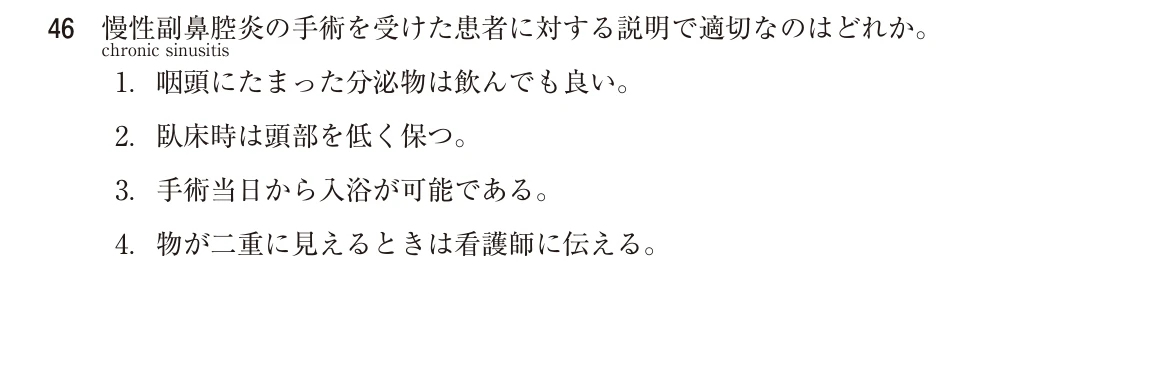 46 慢性副鼻腔炎の手術を受けた患者に対する説明で適切なのはどれか。
chronic sinusitis
1. 咽頭にたまった分泌物は飲んでも良い。
2. 臥床時は頭部を低く保つ。
3. 手術当日から入浴が可能である。
4. 物が二重に見えるときは看護師に伝える。